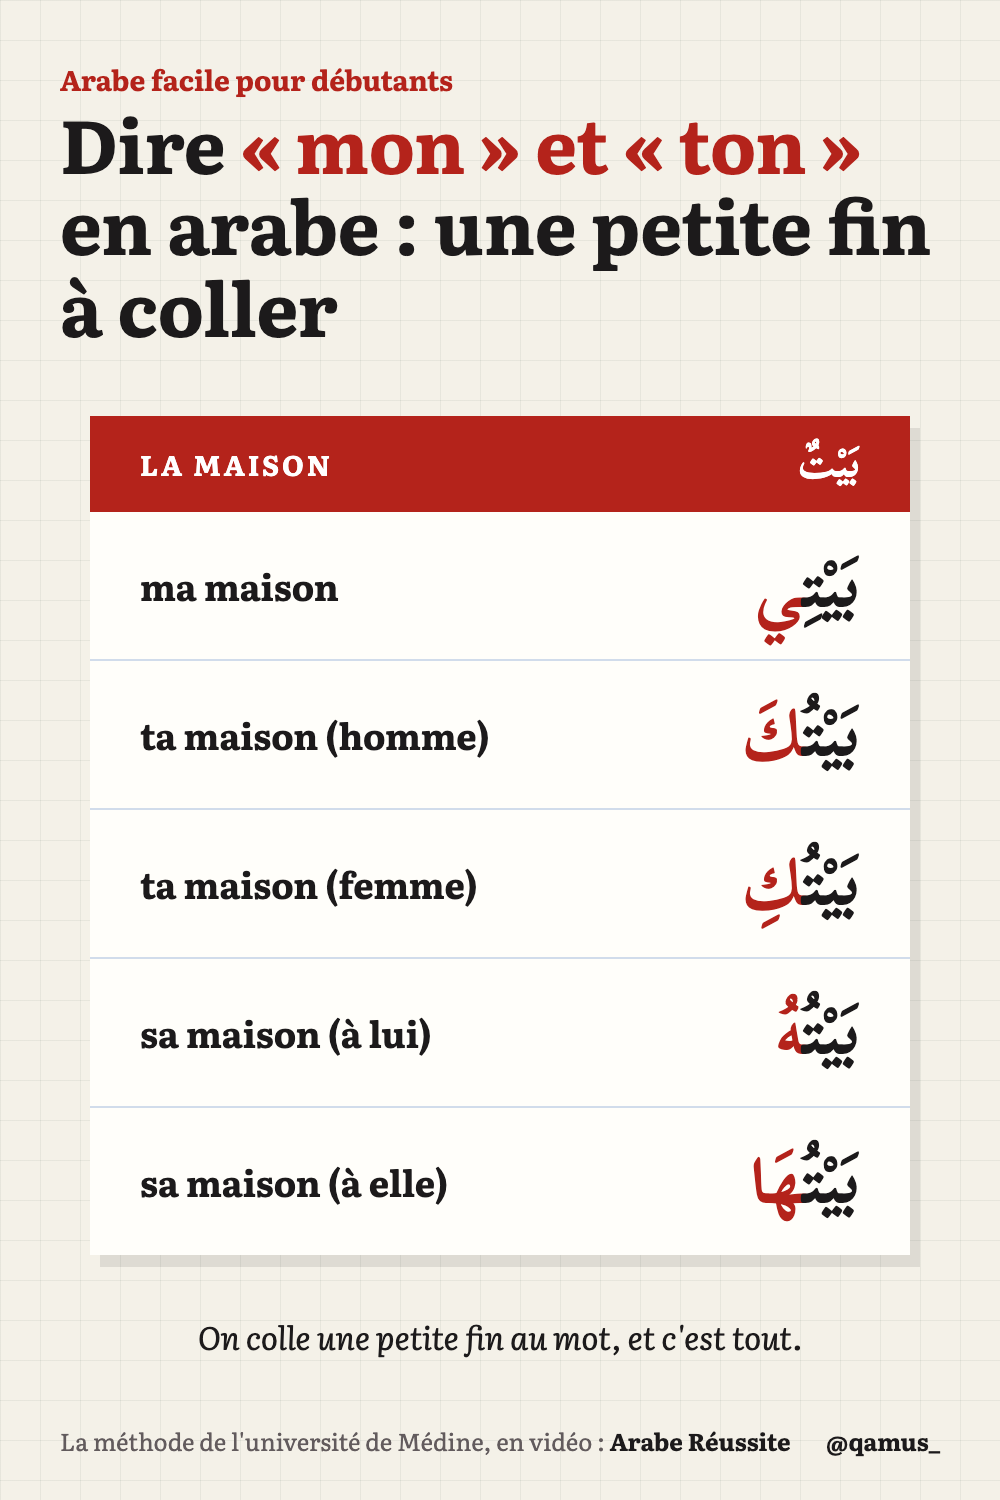 Arabe facile pour débutants
Dire « mon » et « ton »
en arabe : une petite fin
à coller
LA MAISON بَيْتٌ
ma maison بَيْتِي
ta maison (homme) بَيْتُكَ
ta maison (femme) بَيْتُكِ
sa maison (à lui) بَيْتُهُ
sa maison (à elle) بَيْتُهَا
On colle une petite fin au mot, et c'est tout.
La méthode de l'université de Médine, en vidéo : Arabe Réussite @qamus_